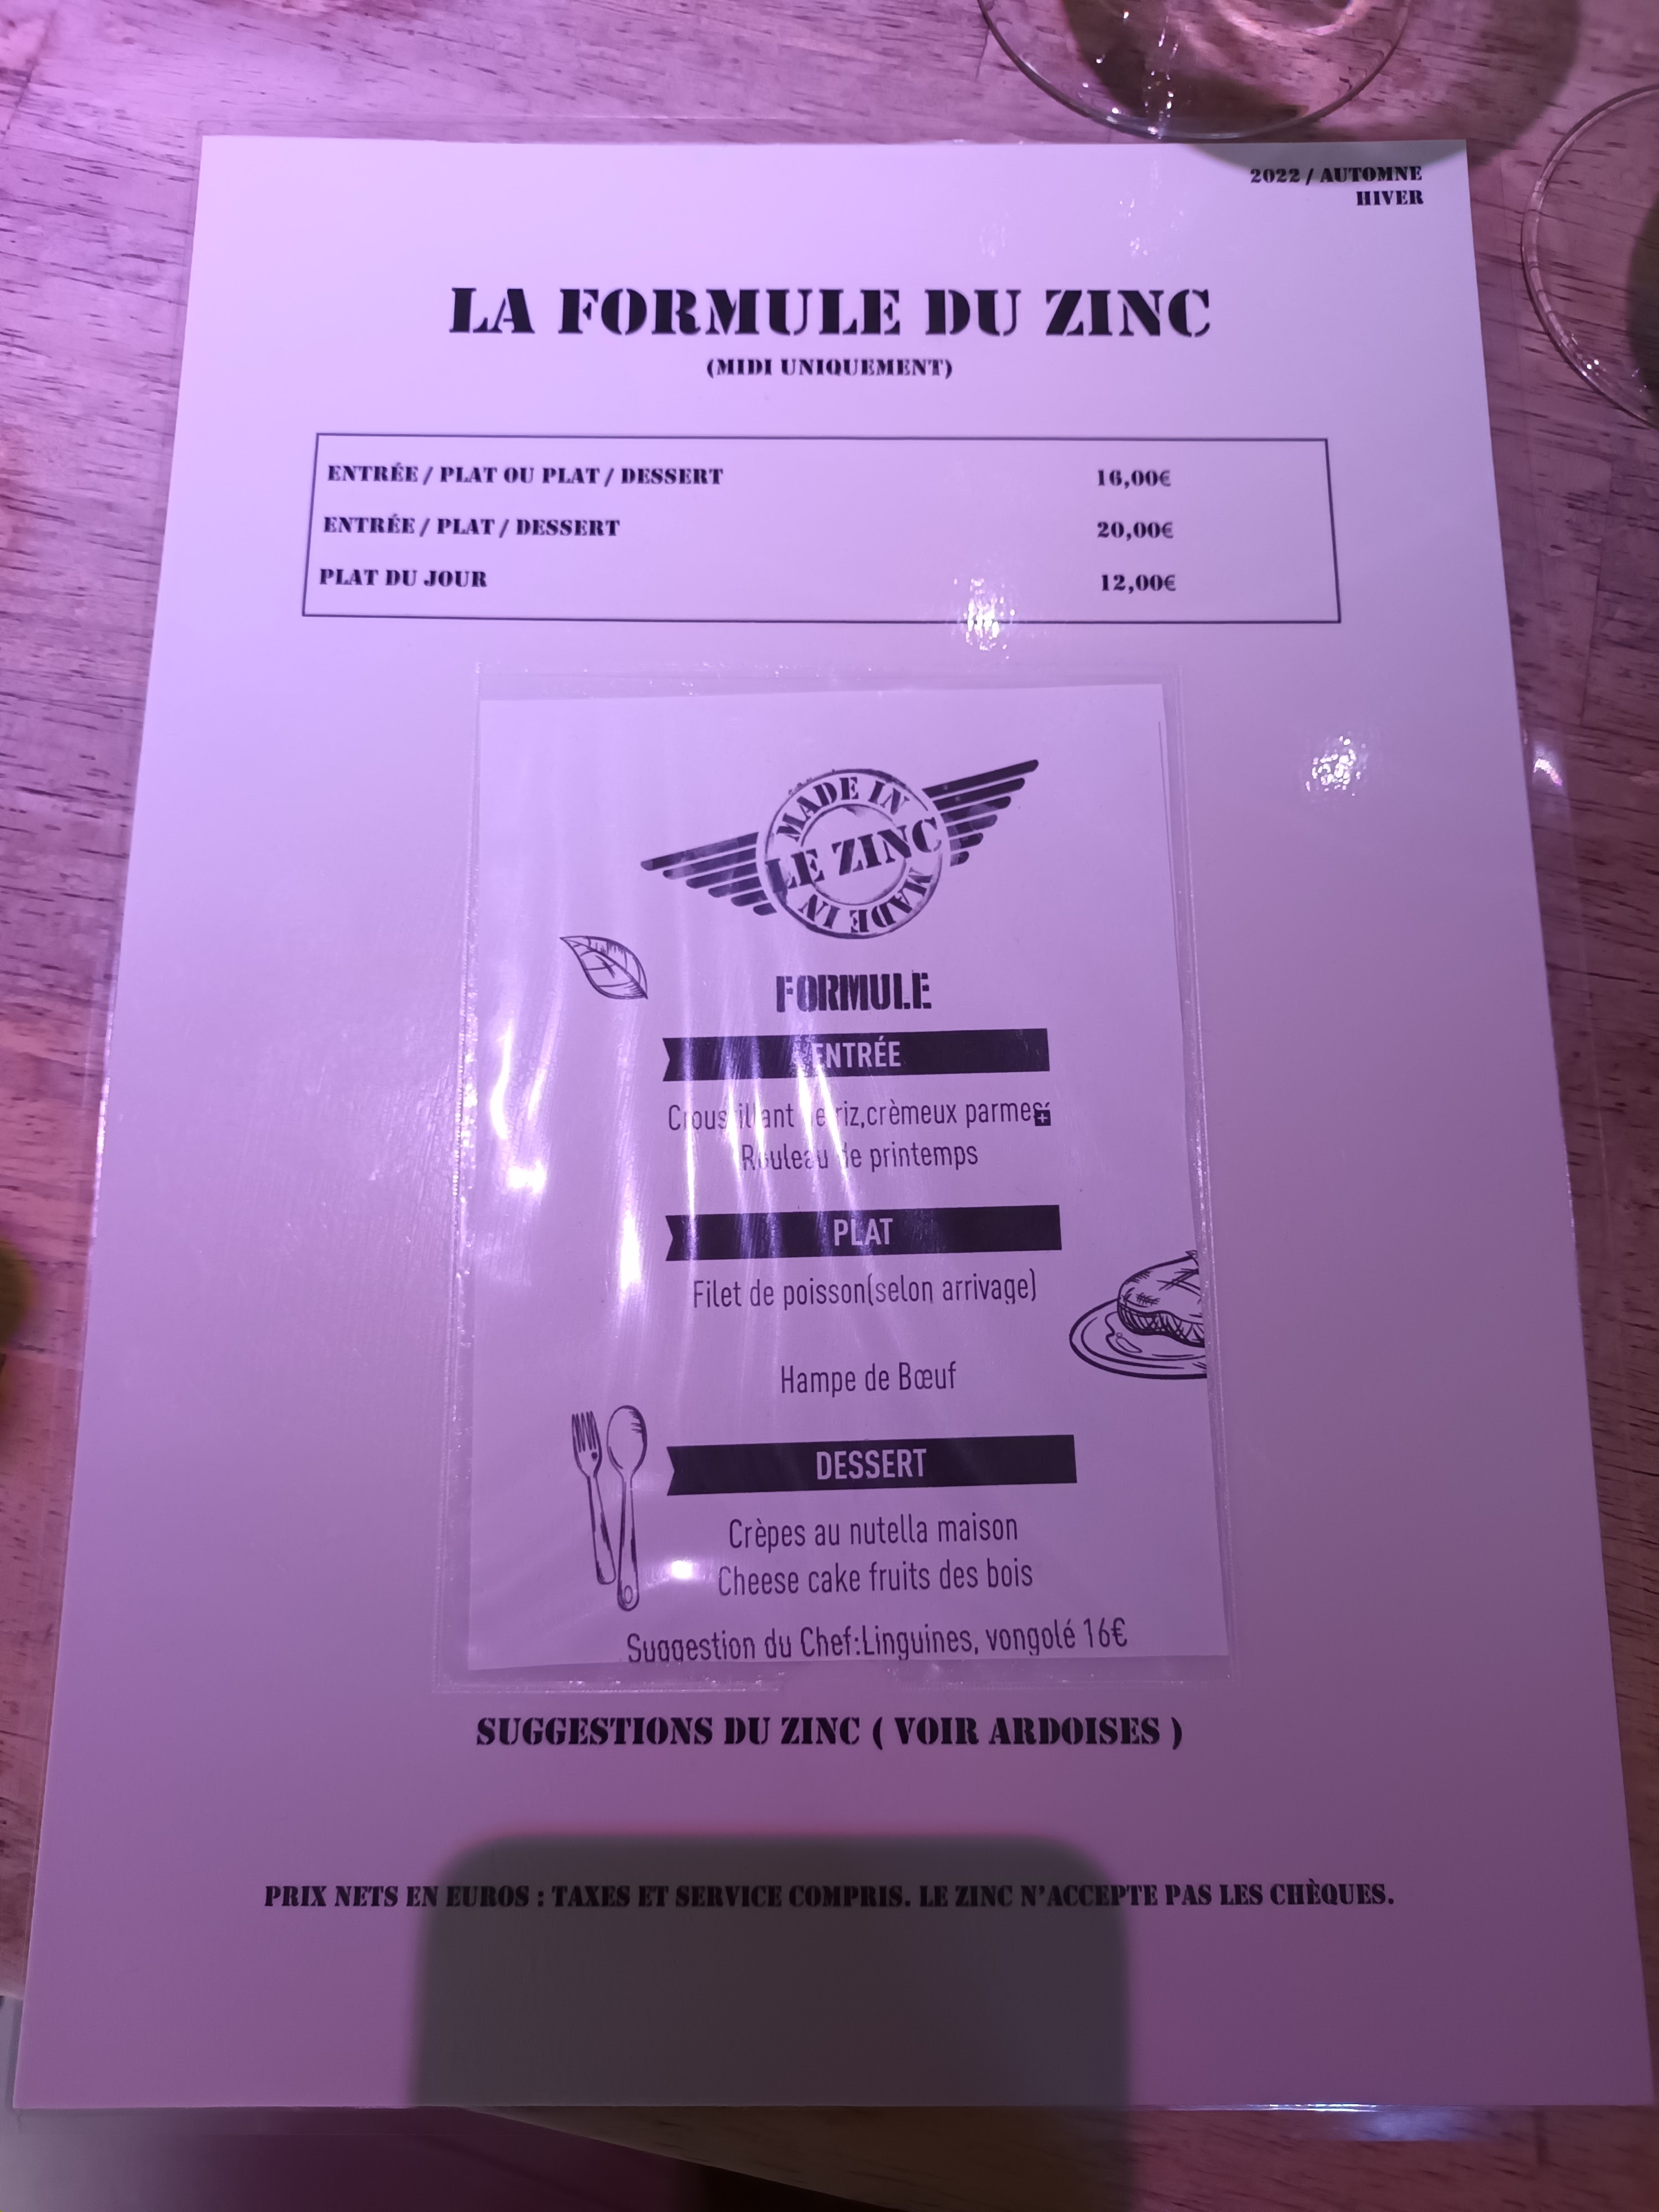 2022 / AUTOMNE
HIVER
LA FORMULE DU ZINC
(MIDI UNIQUEMENT)
ENTRÉE / PLAT OU PLAT / DESSERT 16,00€
ENTRÉE / PLAT / DESSERT 20,00€
PLAT DU JOUR 12,00€
MADE IN
LE ZINC
MADE IN
FORMULE
ENTRÉE
Croustillant de riz,crèmeux
Rouleau de printemps
PLAT
Filet de poisson(selon arrivage)
Hampe de Bœuf
DESSERT
Crèpes au nutella maison
Cheese cake fruits des bois
Suggestion du Chef:Linguines, vongolé 16€
SUGGESTIONS DU ZINC ( VOIR ARDOISES )
PRIX NETS EN EUROS : TAXES ET SERVICE COMPRIS. LE ZINC N'ACCEPTE PAS LES CHÈQUES.